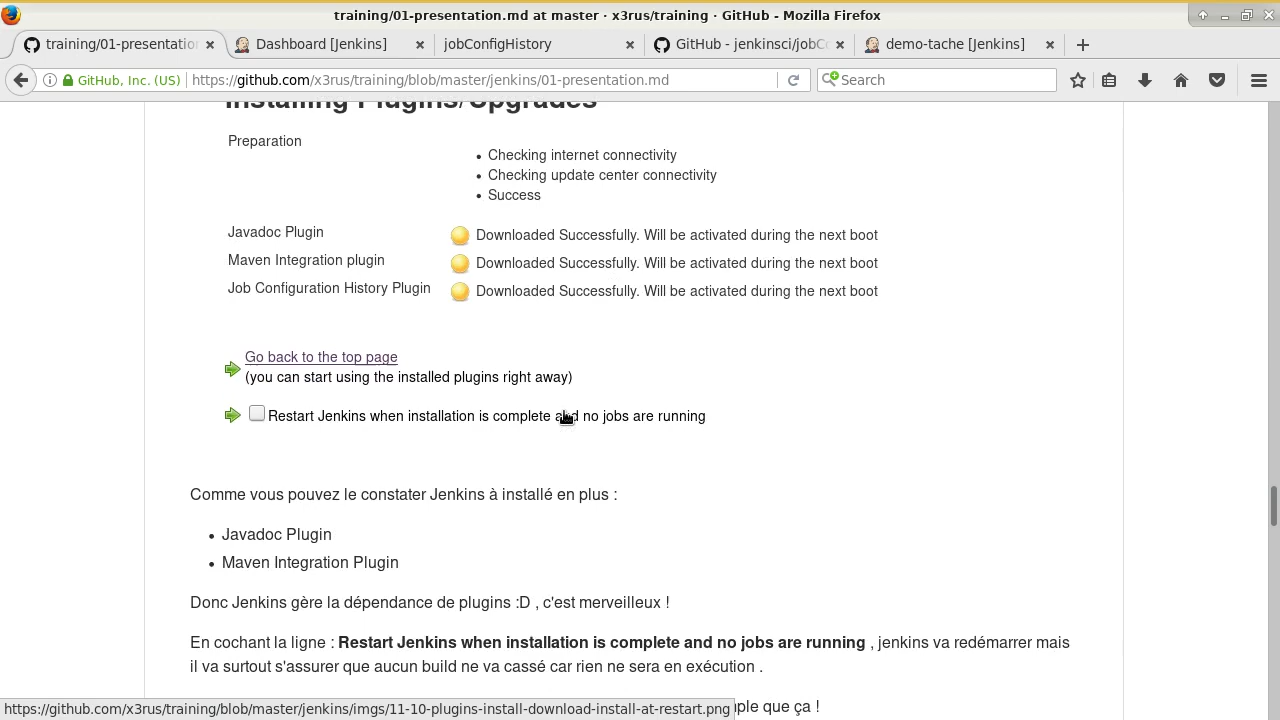 training/01-presentation.md at master · x3rus/training · GitHub - Mozilla Firefox
training/01-presentatio
Dashboard [Jenkins]
jobConfigHistory
GitHub - jenkinsci/jobC
demo-tache [Jenkins]
GitHub, Inc. (US)
https://github.com/x3rus/training/blob/master/jenkins/01-presentation.md
Search
Installing Plugins/Upgrades
Preparation
• Checking internet connectivity
• Checking update center connectivity
• Success
Javadoc Plugin Downloaded Successfully. Will be activated during the next boot
Maven Integration plugin Downloaded Successfully. Will be activated during the next boot
Job Configuration History Plugin Downloaded Successfully. Will be activated during the next boot
Go back to the top page
(you can start using the installed plugins right away)
Restart Jenkins when installation is complete and no jobs are running
Comme vous pouvez le constater Jenkins à installé en plus :
• Javadoc Plugin
• Maven Integration Plugin
Donc Jenkins gère la dépendance de plugins :D , c'est merveilleux !
En cochant la ligne : Restart Jenkins when installation is complete and no jobs are running , jenkins va redémarrer mais
il va surtout s'assurer que aucun build ne va cassé car rien ne sera en exécution .
que ça !
https://github.com/x3rus/training/blob/master/jenkins/imgs/11-10-plugins-install-download-install-at-restart.png